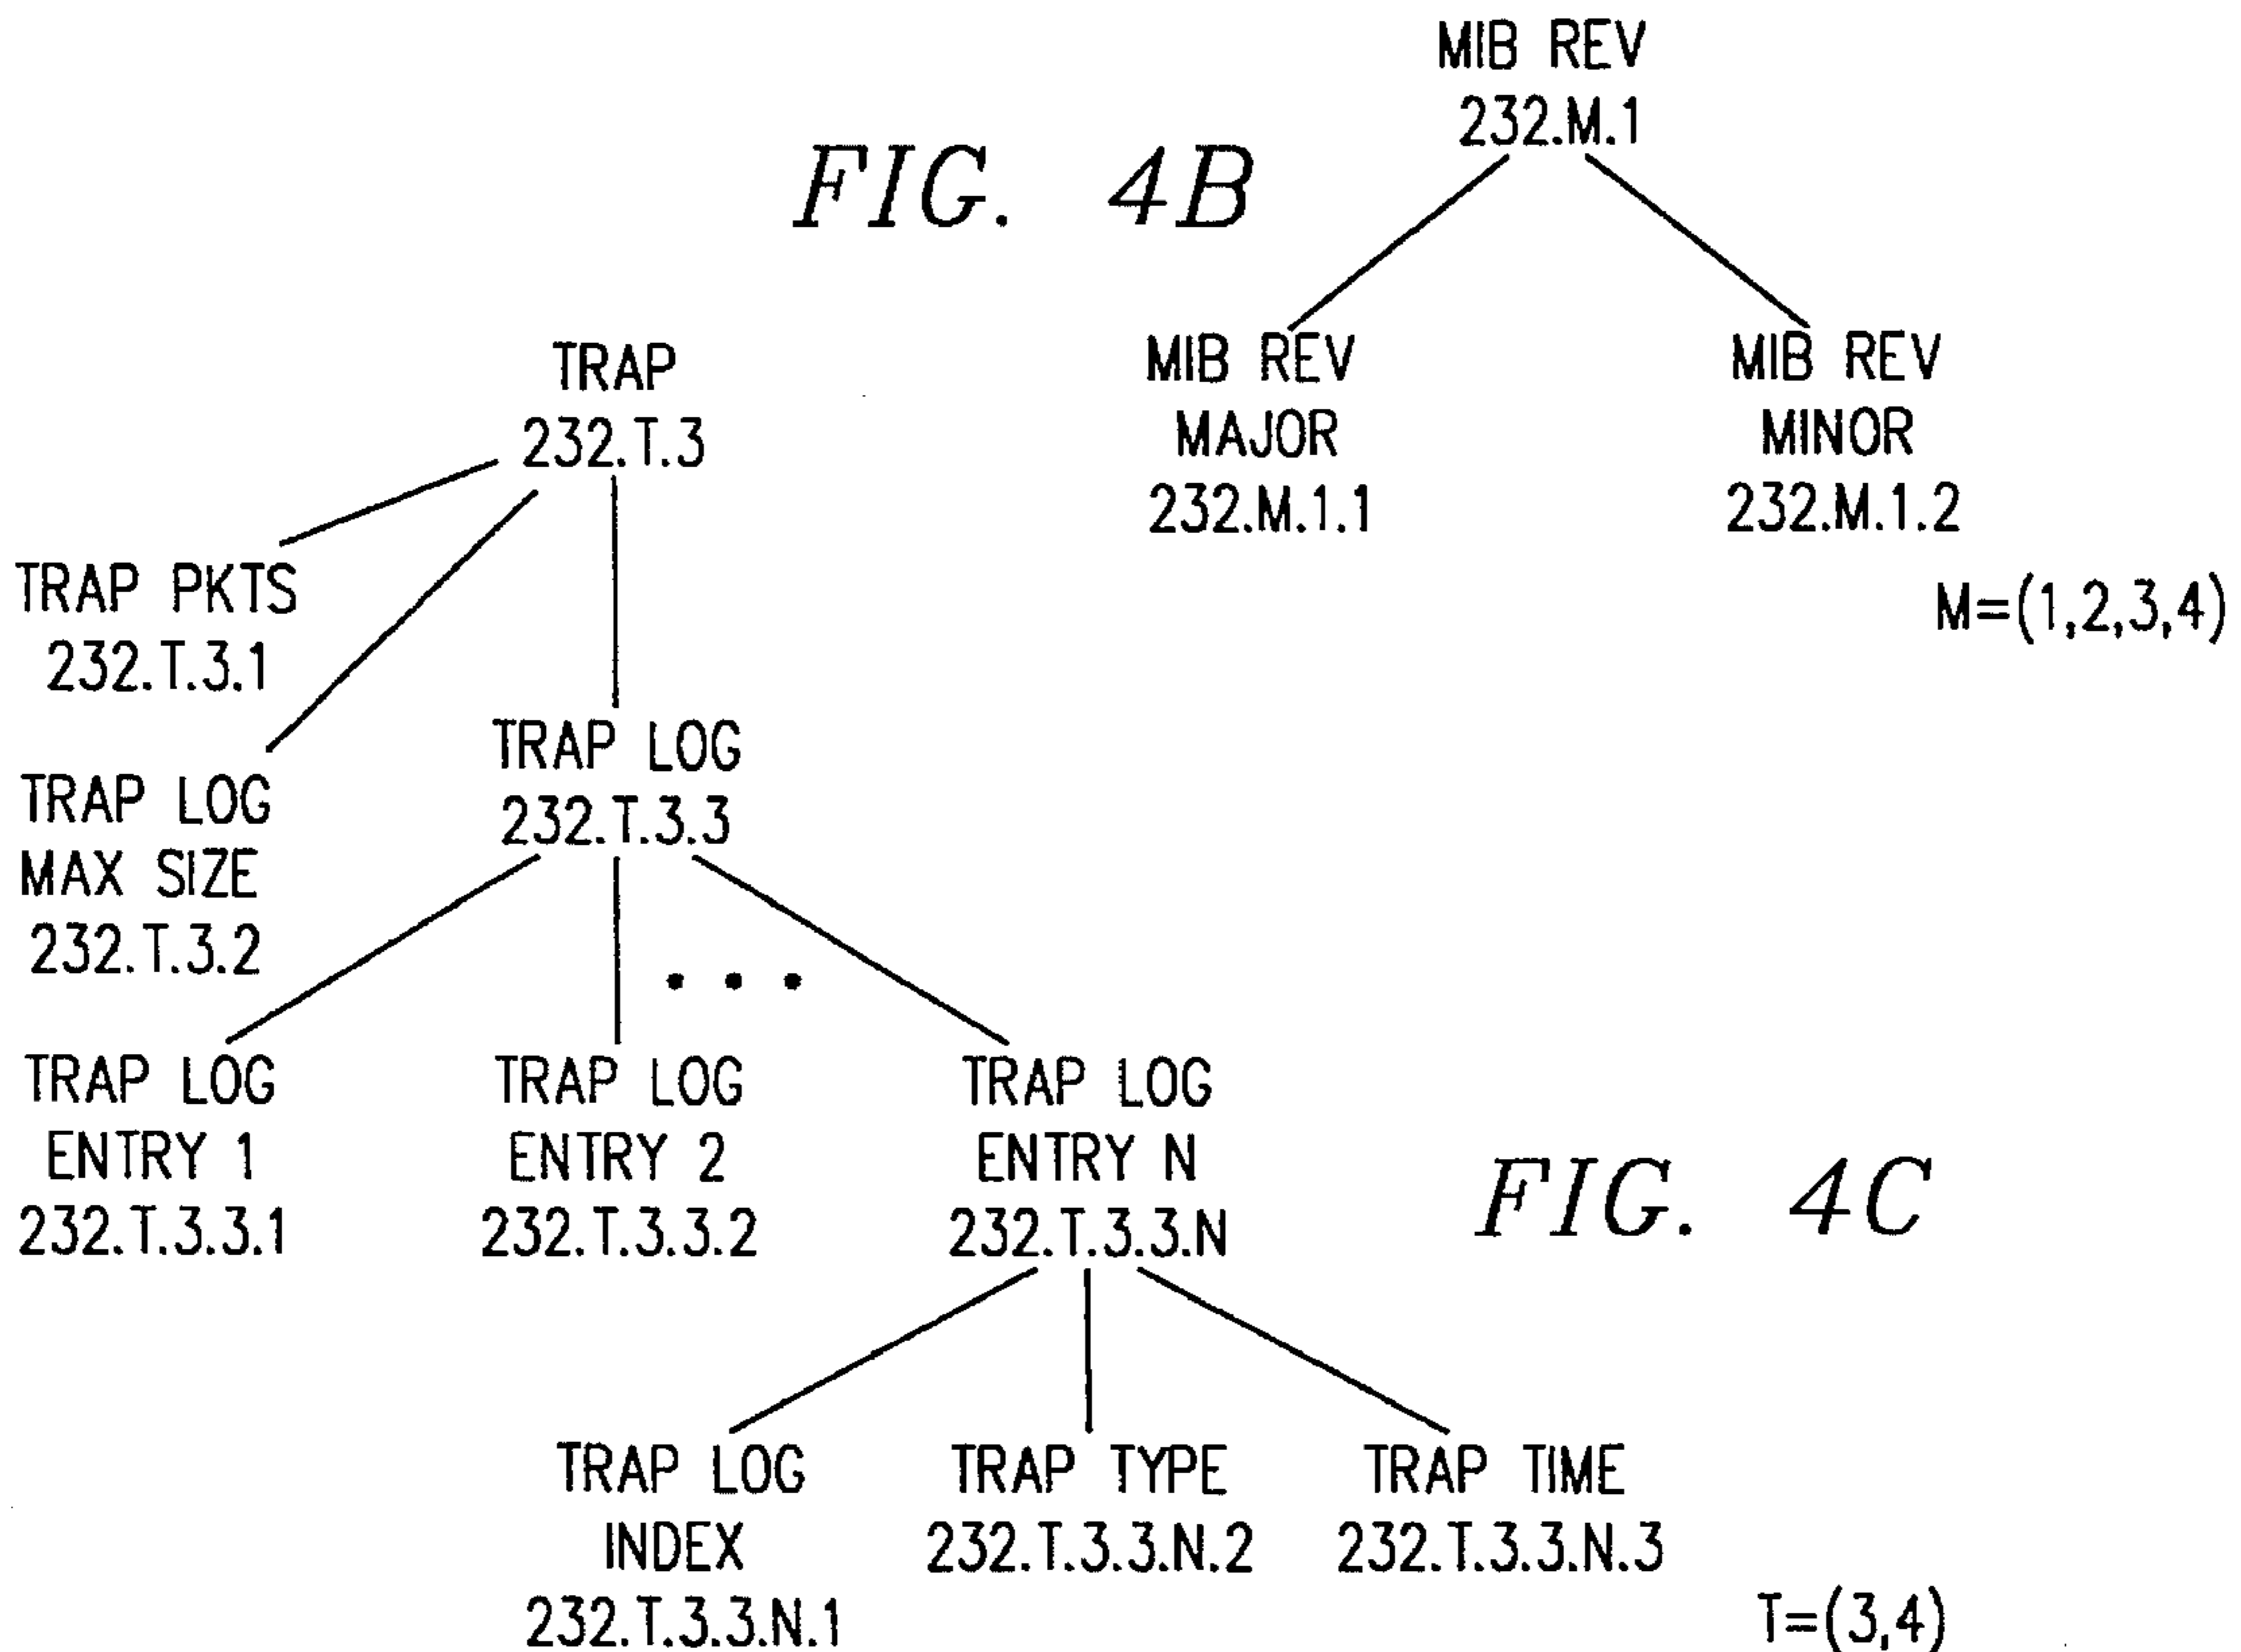 FIG. 4B
MIB REV
232.M.1
MIB REV
MAJOR
232.M.1.1
MIB REV
MINOR
232.M.1.2
M=(1,2,3,4)
TRAP
232.T.3
TRAP PKTS
232.T.3.1
TRAP LOG
MAX SIZE
232.T.3.2
TRAP LOG
232.T.3.3
TRAP LOG
ENTRY 1
232.T.3.3.1
TRAP LOG
ENTRY 2
232.T.3.3.2
• • •
TRAP LOG
ENTRY N
232.T.3.3.N
FIG. 4C
TRAP LOG
INDEX
232.T.3.3.N.1
TRAP TYPE
232.T.3.3.N.2
TRAP TIME
232.T.3.3.N.3
T=(3,4)